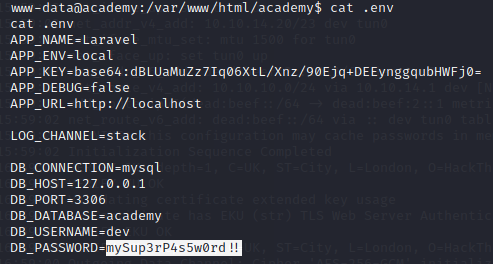 www-data@academy:/var/www/html/academy$ cat .env
cat .env
APP_NAME=Laravel
APP_ENV=local
APP_KEY=base64:dBLUaMuZz7Iq06XtL/Xnz/90Ejq+DEEynggqubHWFj0=
APP_DEBUG=false
APP_URL=http://localhost
LOG_CHANNEL=stack
DB_CONNECTION=mysql
DB_HOST=127.0.0.1
DB_PORT=3306
DB_DATABASE=academy
DB_USERNAME=dev
DB_PASSWORD=mySup3rP4s5w0rd!!